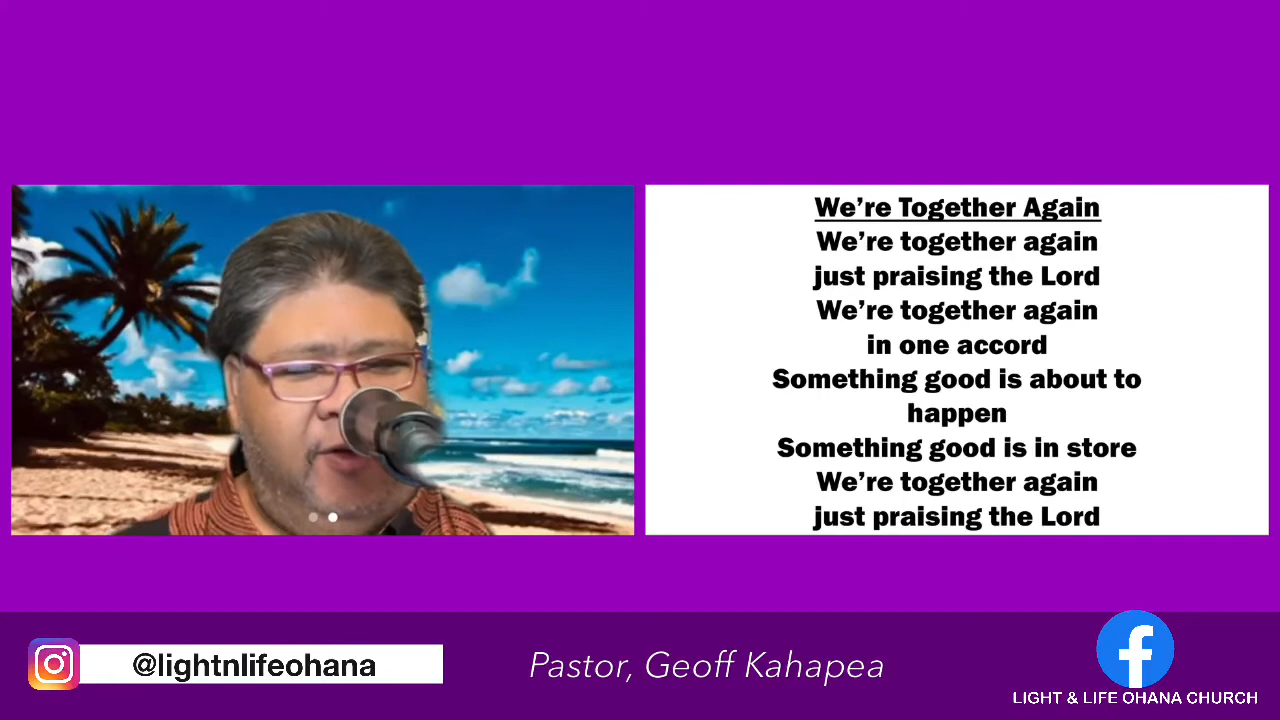 We're Together Again
We're together again
just praising the Lord
We're together again
in one accord
Something good is about to
happen
Something good is in store
We're together again
just praising the Lord
@lightnlifeohana
Pastor, Geoff Kahapea
LIGHT & LIFE OHANA CHURCH